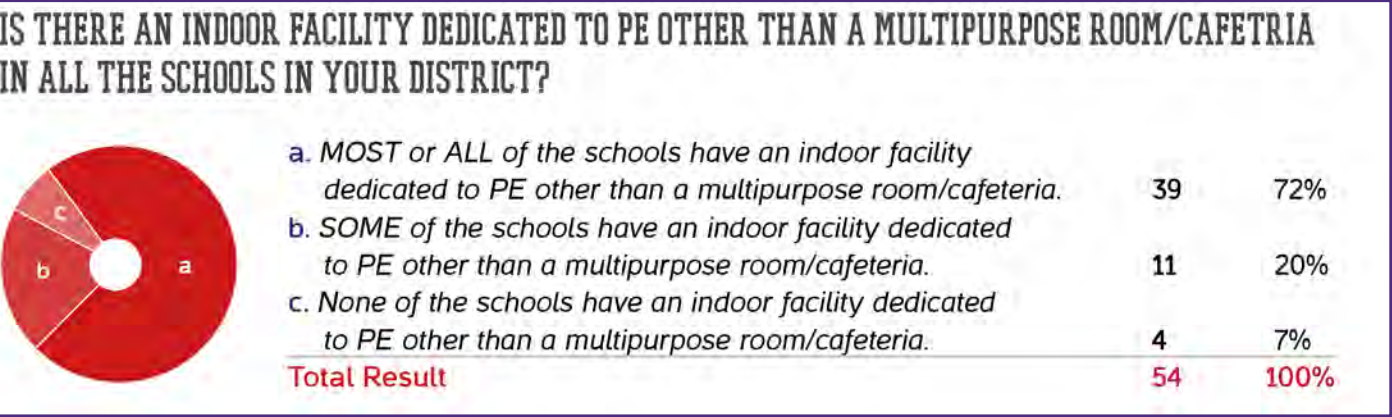 IS THERE AN INDOOR FACILITY DEDICATED TO PE OTHER THAN A MULTIPURPOSE ROOM/CAFETRIA
IN ALL THE SCHOOLS IN YOUR DISTRICT?
a. MOST or ALL of the schools have an indoor facility
dedicated to PE other than a multipurpose room/cafeteria. 39 72%
b. SOME of the schools have an indoor facility dedicated
to PE other than a multipurpose room/cafeteria. 11 20%
c. None of the schools have an indoor facility dedicated
to PE other than a multipurpose room/cafeteria. 4 7%
Total Result 54 100%
c
b
a